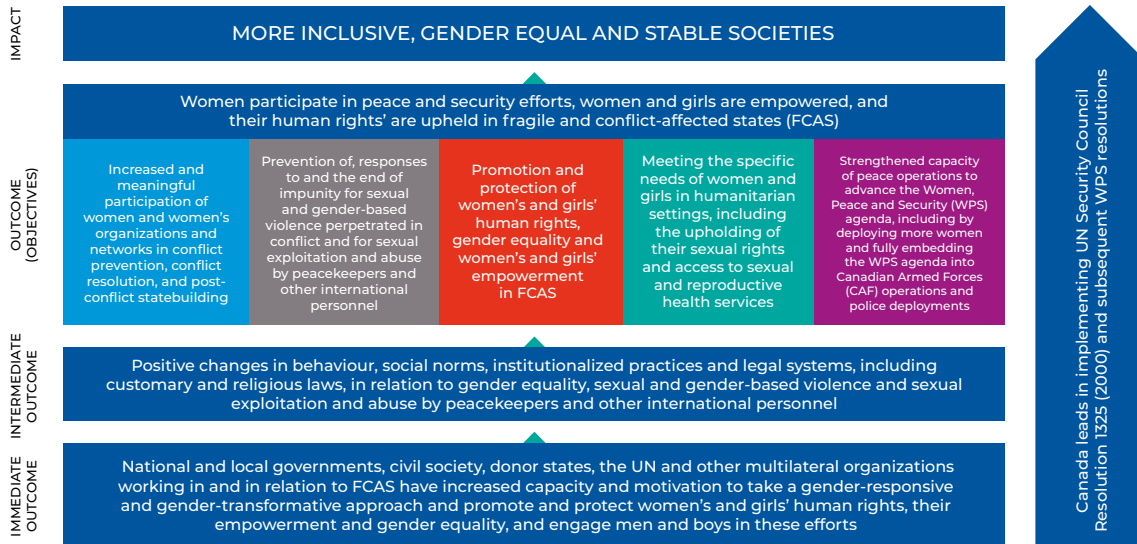 IMPACT
MORE INCLUSIVE, GENDER EQUAL AND STABLE SOCIETIES
OUTCOME
(OBJECTIVES)
Women participate in peace and security efforts, women and girls are empowered, and
their human rights’ are upheld in fragile and conflict-affected states (FCAS)
Increased and
meaningful
participation of
women and women’s
organizations and
networks in conflict
prevention, conflict
resolution, and post-
conflict statebuilding
Prevention of, responses
to and the end of
impunity for sexual
and gender-based
violence perpetrated in
conflict and for sexual
exploitation and abuse
by peacekeepers and
other international
personnel
Promotion and
protection of
women’s and girls’
human rights,
gender equality and
women’s and girls’
empowerment
in FCAS
Meeting the specific
needs of women and
girls in humanitarian
settings, including
the upholding of
their sexual rights
and access to sexual
and reproductive
health services
Strengthened capacity
of peace operations to
advance the Women,
Peace and Security (WPS)
agenda, including by
deploying more women
and fully embedding
the WPS agenda into
Canadian Armed Forces
(CAF) operations and
police deployments
INTERMEDIATE
OUTCOME
Positive changes in behaviour, social norms, institutionalized practices and legal systems, including
customary and religious laws, in relation to gender equality, sexual and gender-based violence and sexual
exploitation and abuse by peacekeepers and other international personnel
IMMEDIATE
OUTCOME
National and local governments, civil society, donor states, the UN and other multilateral organizations
working in and in relation to FCAS have increased capacity and motivation to take a gender-responsive
and gender-transformative approach and promote and protect women’s and girls’ human rights, their
empowerment and gender equality, and engage men and boys in these efforts
Canada leads in implementing UN Security Council
Resolution 1325 (2000) and subsequent WPS resolutions